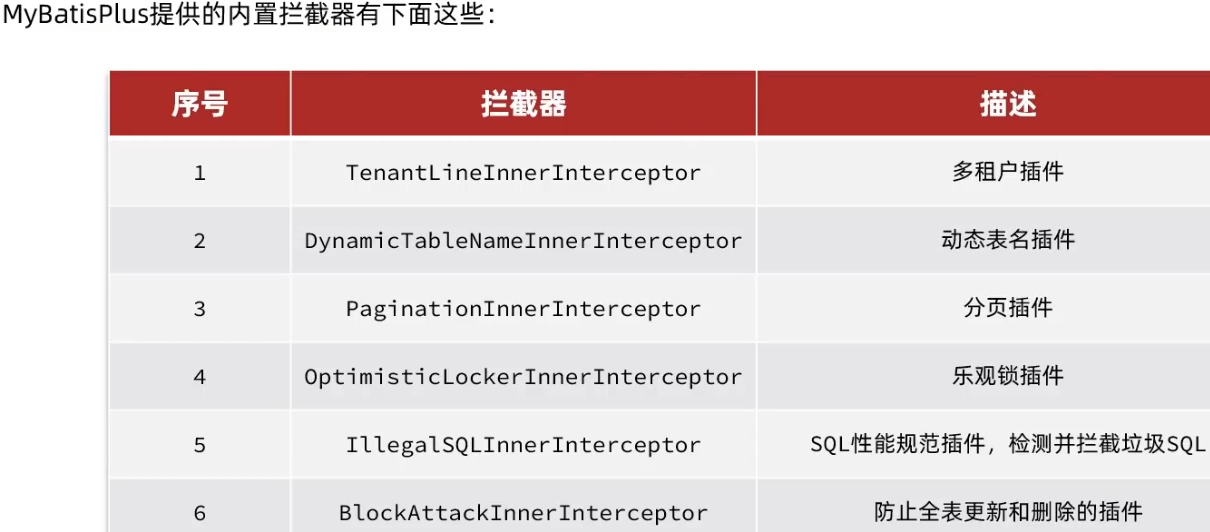 MyBatisPlus提供的内置拦截器有下面这些：
序号 拦截器 描述
1 TenantLineInnerInterceptor 多租户插件
2 DynamicTableNameInnerInterceptor 动态表名插件
3 PaginationInnerInterceptor 分页插件
4 OptimisticLockerInnerInterceptor 乐观锁插件
5 IllegalSQLInnerInterceptor SQL性能规范插件，检测并拦截垃圾SQL
6 BlockAttackInnerInterceptor 防止全表更新和删除的插件